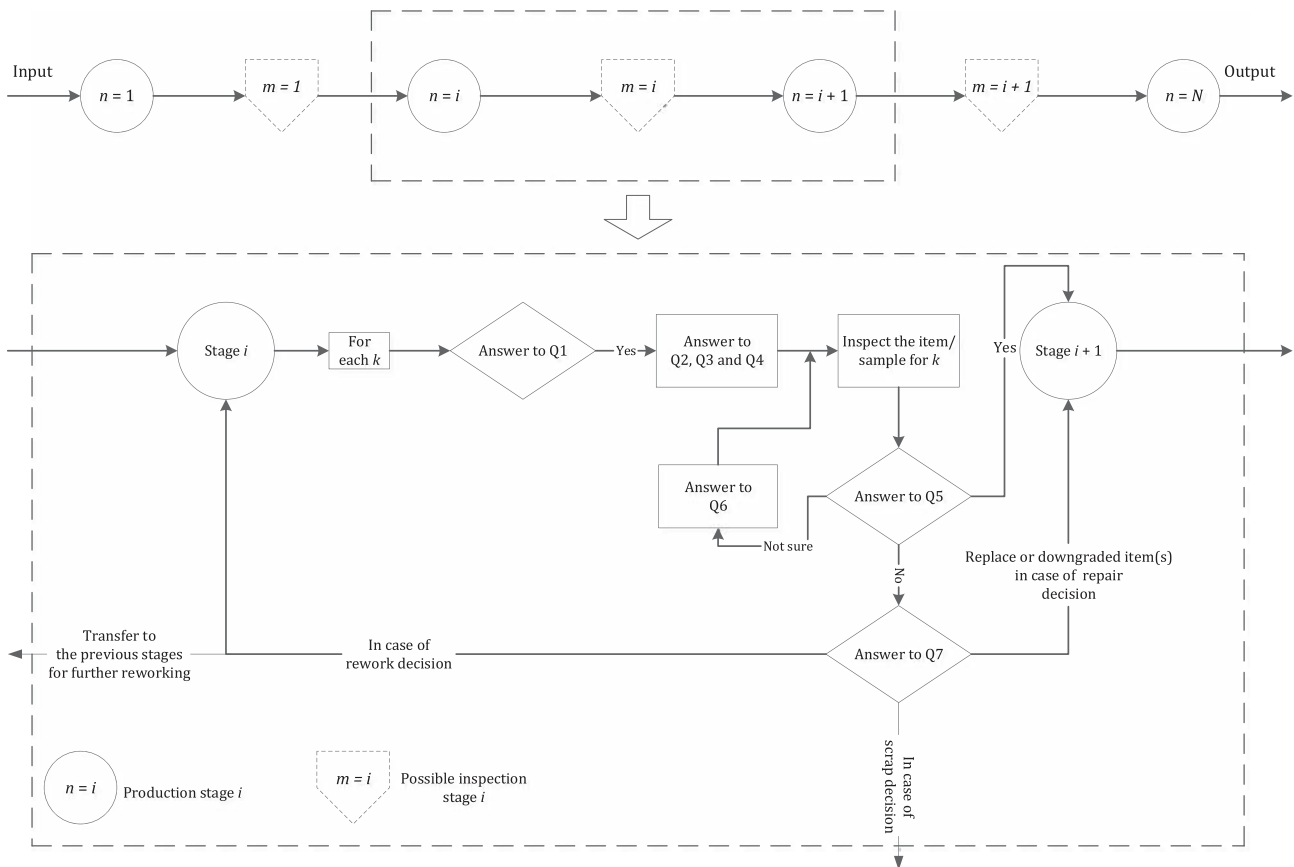 Input
n = 1
m = 1
n = i
m = i
n = i + 1
m = i + 1
n = N
Output
Stage i
For
each k
Answer to Q1
Yes
Answer to
Q2, Q3 and Q4
Inspect the item/
sample for k
Yes
Stage i + 1
Answer to
Q6
Answer to Q5
Not sure
No
Replace or downgraded item(s)
in case of repair
decision
Transfer to
the previous stages
for further reworking
In case of
rework decision
Answer to Q7
In case of
scrap decision
n = i
Production stage i
m = i
Possible inspection
stage i